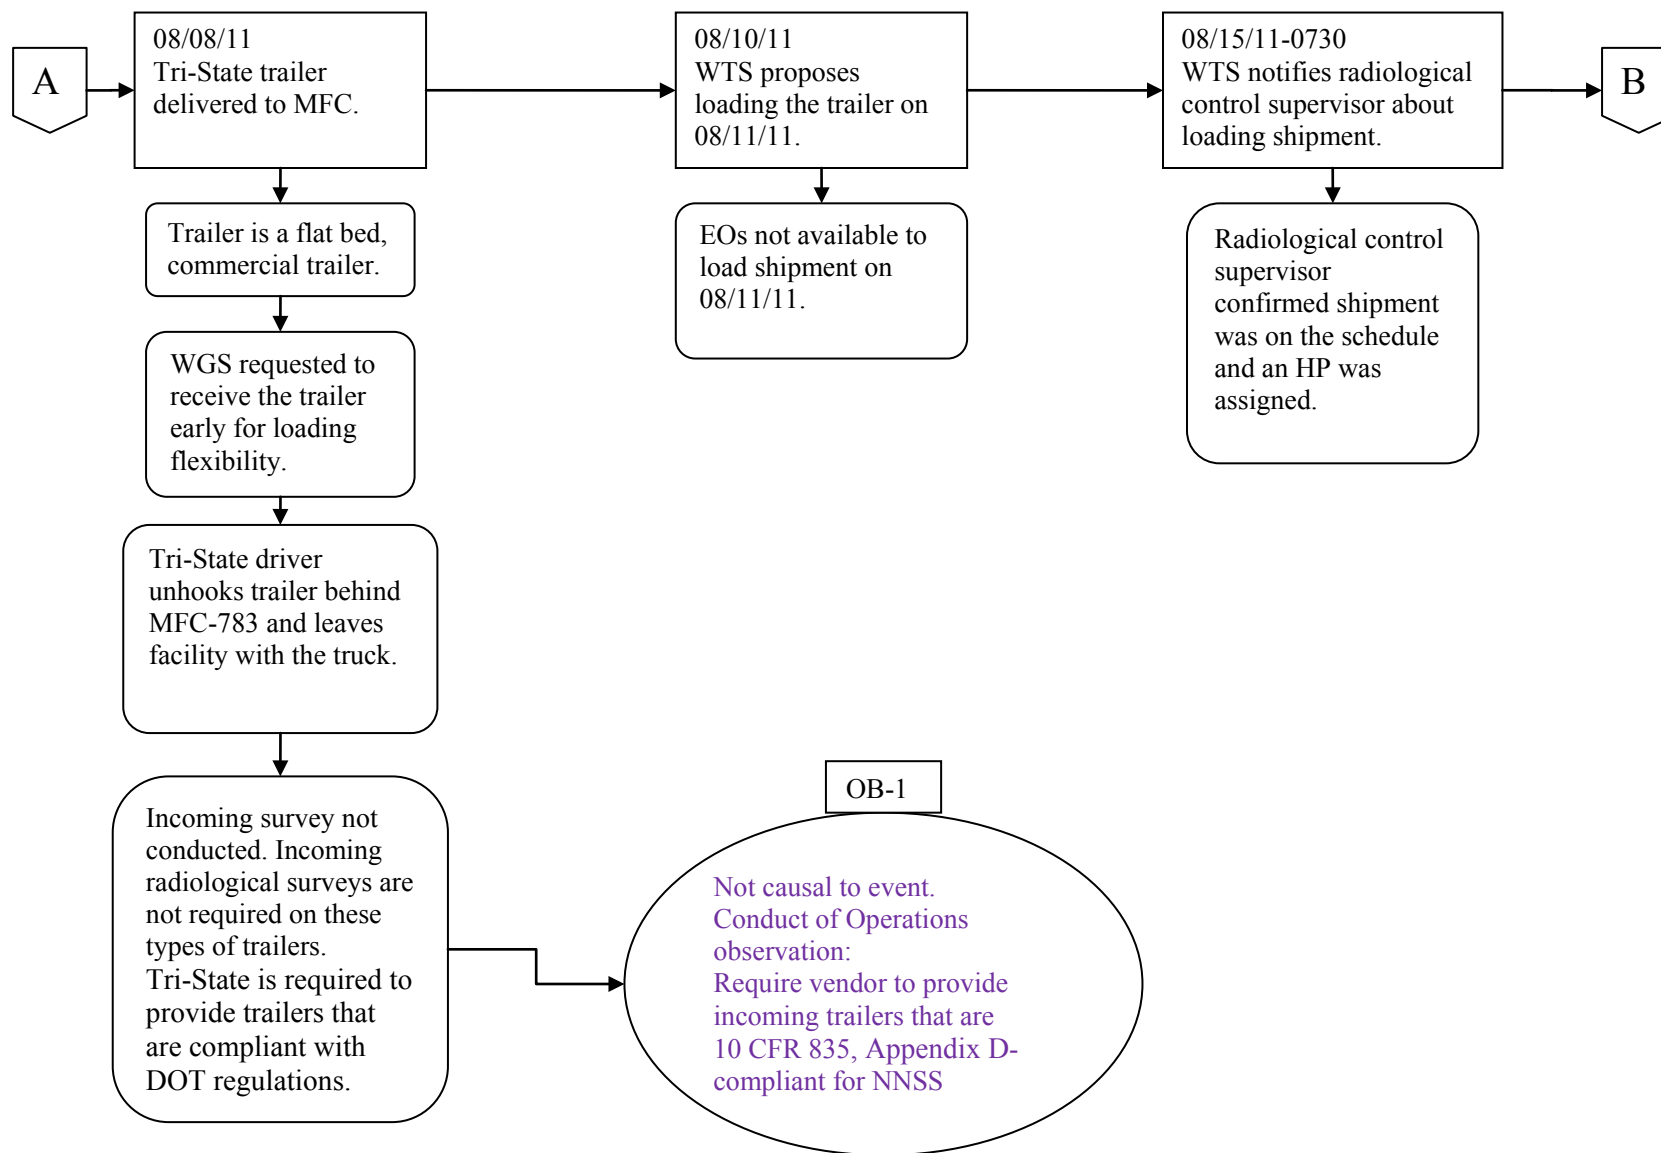 A
08/08/11
Tri-State trailer
delivered to MFC.
08/10/11
WTS proposes
loading the trailer on
08/11/11.
08/15/11-0730
WTS notifies radiological
control supervisor about
loading shipment.
B
Trailer is a flat bed,
commercial trailer.
WGS requested to
receive the trailer
early for loading
flexibility.
Tri-State driver
unhooks trailer behind
MFC-783 and leaves
facility with the truck.
Incoming survey not
conducted. Incoming
radiological surveys are
not required on these
types of trailers.
Tri-State is required to
provide trailers that
are compliant with
DOT regulations.
EOs not available to
load shipment on
08/11/11.
Radiological control
supervisor
confirmed shipment
was on the schedule
and an HP was
assigned.
OB-1
Not causal to event.
Conduct of Operations
observation:
Require vendor to provide
incoming trailers that are
10 CFR 835, Appendix D-
compliant for NNSS